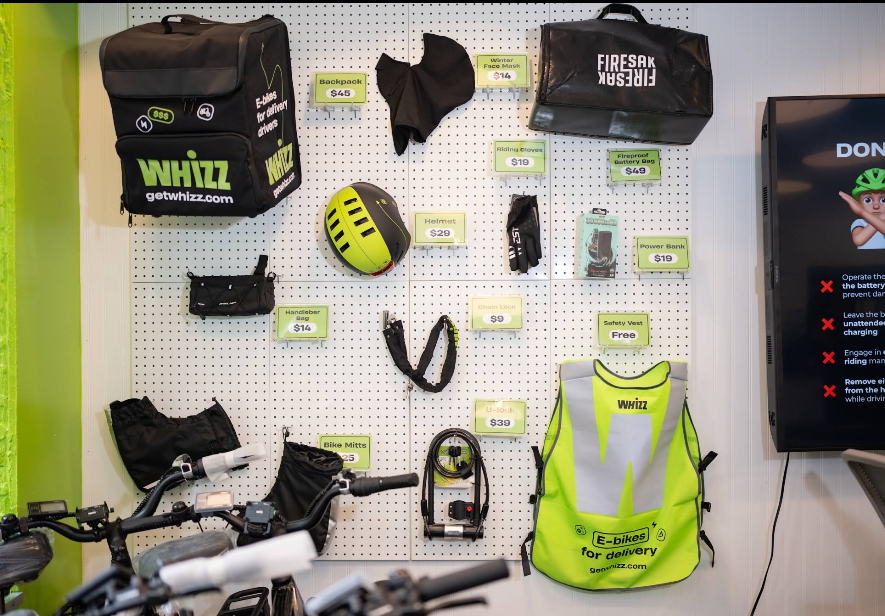 Backpack
$45
Winter
Face Mask
$14
FIRESAK
FIRESAK
E-bikes
for delivery
drivers
$$$
WHIZZ
getwhizz.com
WHIZZ
getwhizz.com
Riding Gloves
$19
Fireproof
Battery Bag
$49
Helmet
$29
Power Bank
$19
Handlebar
Bag
$14
Chain Lock
$9
Safety Vest
Free
U-lock
$39
Bike Mitts
25
WHIZZ
E-bikes
for delivery
getwhizz.com
DON
Operate the
the battery
prevent da
Leave the b
unattended
charging
Engage in
riding man
Remove ei
from the h
while drivin